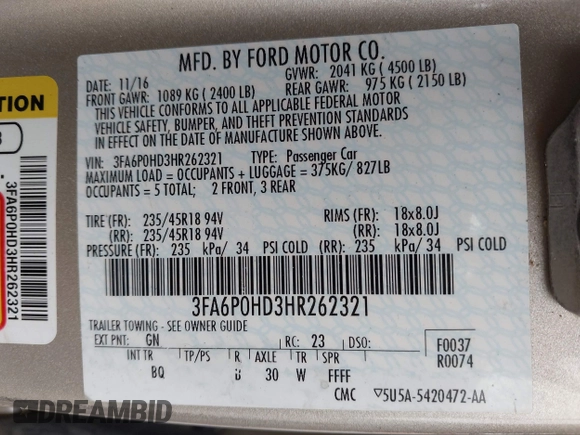 MFD. BY FORD MOTOR CO.
DATE: 11/16 GVWR: 2041 KG ( 4500 LB)
FRONT GAWR: 1089 KG ( 2400 LB) REAR GAWR: 975 KG ( 2150 LB)
THIS VEHICLE CONFORMS TO ALL APPLICABLE FEDERAL MOTOR
VEHICLE SAFETY, BUMPER, AND THEFT PREVENTION STANDARDS
IN EFFECT ON THE DATE OF MANUFACTURE SHOWN ABOVE.
VIN: 3FA6P0HD3HR262321 TYPE: Passenger Car
MAXIMUM LOAD = OCCUPANTS + LUGGAGE = 375KG/ 827LB
OCCUPANTS = 5 TOTAL; 2 FRONT, 3 REAR
TIRE (FR): 235/45R18 94V RIMS (FR): 18x8.0J
(RR): 235/45R18 94V (RR): 18x8.0J
PRESSURE (FR): 235 kPa/ 34 PSI COLD (RR): 235 kPa/ 34 PSI COLD
3FA6P0HD3HR262321
TRAILER TOWING - SEE OWNER GUIDE
EXT PNT: GN RC: 23 DSO: F0037
R0074
INT TR TP/PS R AXLE TR SPR
BQ 30 W FFFF
CMC ▽5U5A-5420472-AA
TION
3FA6P0HD3HR262321
DREAMBID